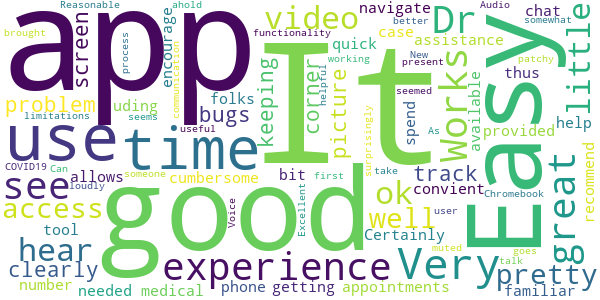 Reasonable
ahold
brought
app
It
video
Dr
navigate
chat
better
Audio
somewhat
screen
encourage
process
communication
functionality
quick
case
assistance
New
present
patchy
Easy
little
problem
uding
folks
bugs
keeping
corner
picture
working
helpful
Works
available
thus
use
time
limitations
seems
useful
spend
seemed
As
provided
help
see
COVID19
Can
loudly
allows
someone
cumbersome
bit
first
ok
track
surprisingly
take
convient
Chromebook
great
recommend
access
good
well
Certainly
user
hear
tool
clearly
experience
Very
pretty
Voice
Excellent
muted
goes
talk
number
needed
medical
phone
getting
appointments
familiar